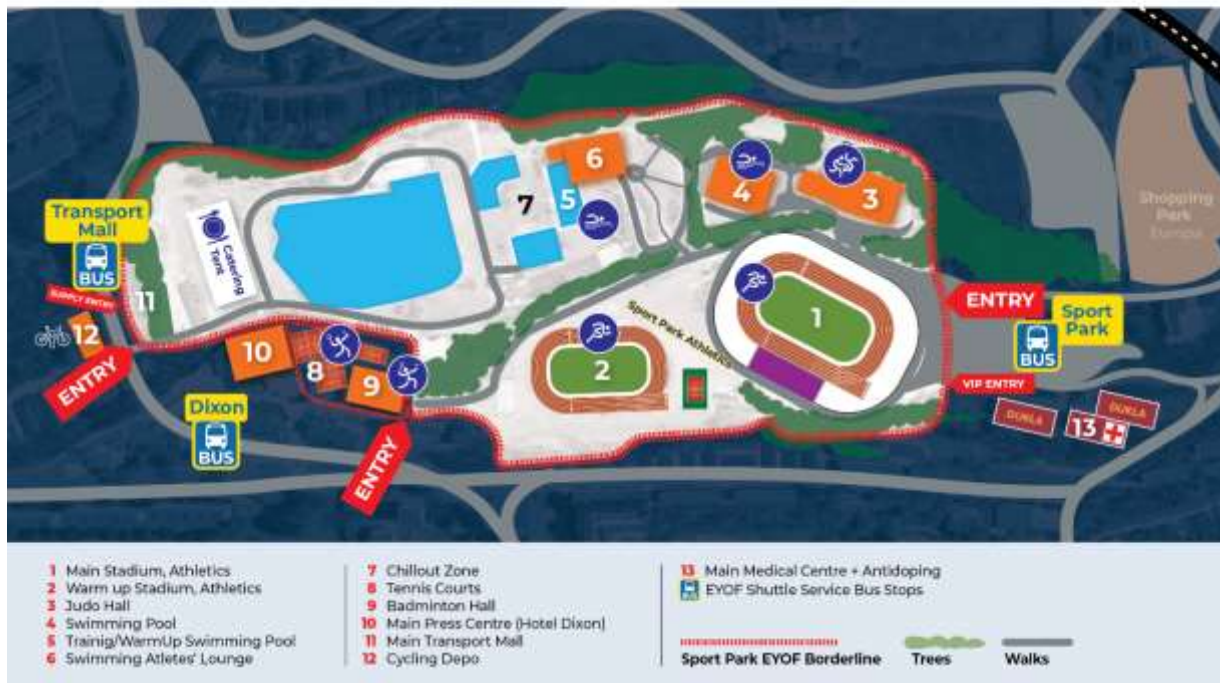 6
3
4
5
7
Shopping
Park
Europa
Transport
Mall
BUS
Catering
Tent
SUPPLY ENTRY
11
12
ENTRY
10
8
9
Dixon
BUS
ENTRY
2
Sport Park Athletics
1
ENTRY
Sport
Park
BUS
VIP ENTRY
DUKLA
DUKLA
13
1 Main Stadium, Athletics
2 Warm up Stadium, Athletics
3 Judo Hall
4 Swimming Pool
5 Trainig/WarmUp Swimming Pool
6 Swimming Atletes' Lounge
7 Chillout Zone
8 Tennis Courts
9 Badminton Hall
10 Main Press Centre (Hotel Dixon)
11 Main Transport Mall
12 Cycling Depo
13 Main Medical Centre + Antidoping
BUS EYOF Shuttle Service Bus Stops
Sport Park EYOF Borderline
Trees
Walks